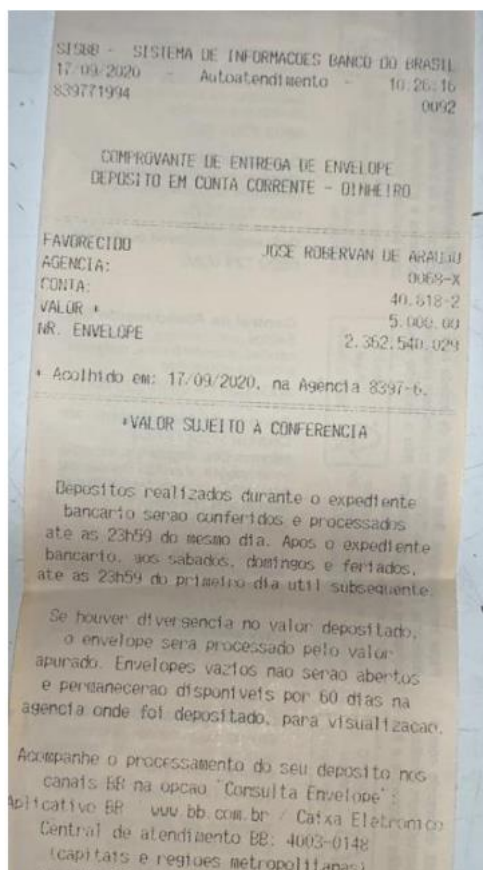 SISBB - SISTEMA DE INFORMACOES BANCO DO BRASIL
17/09/2020 - Autoatendimento - 10.26.16
839771994 0092
COMPROVANTE DE ENTREGA DE ENVELOPE
DEPOSITO EM CONTA CORRENTE - DINHEIRO
FAVORECIDO JOSE ROBERVAN DE ARAUJO
AGENCIA: 0068-X
CONTA: 40.818-2
VALOR * 5.000,00
NR. ENVELOPE 2.362.540.029
* Acolhido em: 17/09/2020, na Agencia 8397-6.
*VALOR SUJEITO A CONFERENCIA
Depositos realizados durante o expediente
bancario serao conferidos e processados
ate as 23h59 do mesmo dia. Apos o expediente
bancario, aos sabados, domingos e feriados,
ate as 23h59 do primeiro dia util subsequente.
Se houver divergencia no valor depositado,
o envelope sera processado pelo valor
apurado. Envelopes vazios nao serao abertos
e permanecerao disponiveis por 60 dias na
agencia onde foi depositado, para visualizacao.
Acompanhe o processamento do seu deposito nos
canais BB na opcao "Consulta Envelope":
Aplicativo BB / www.bb.com.br / Caixa Eletronico
Central de atendimento BB: 4003-0148
(capitais e regioes metropolitanas)